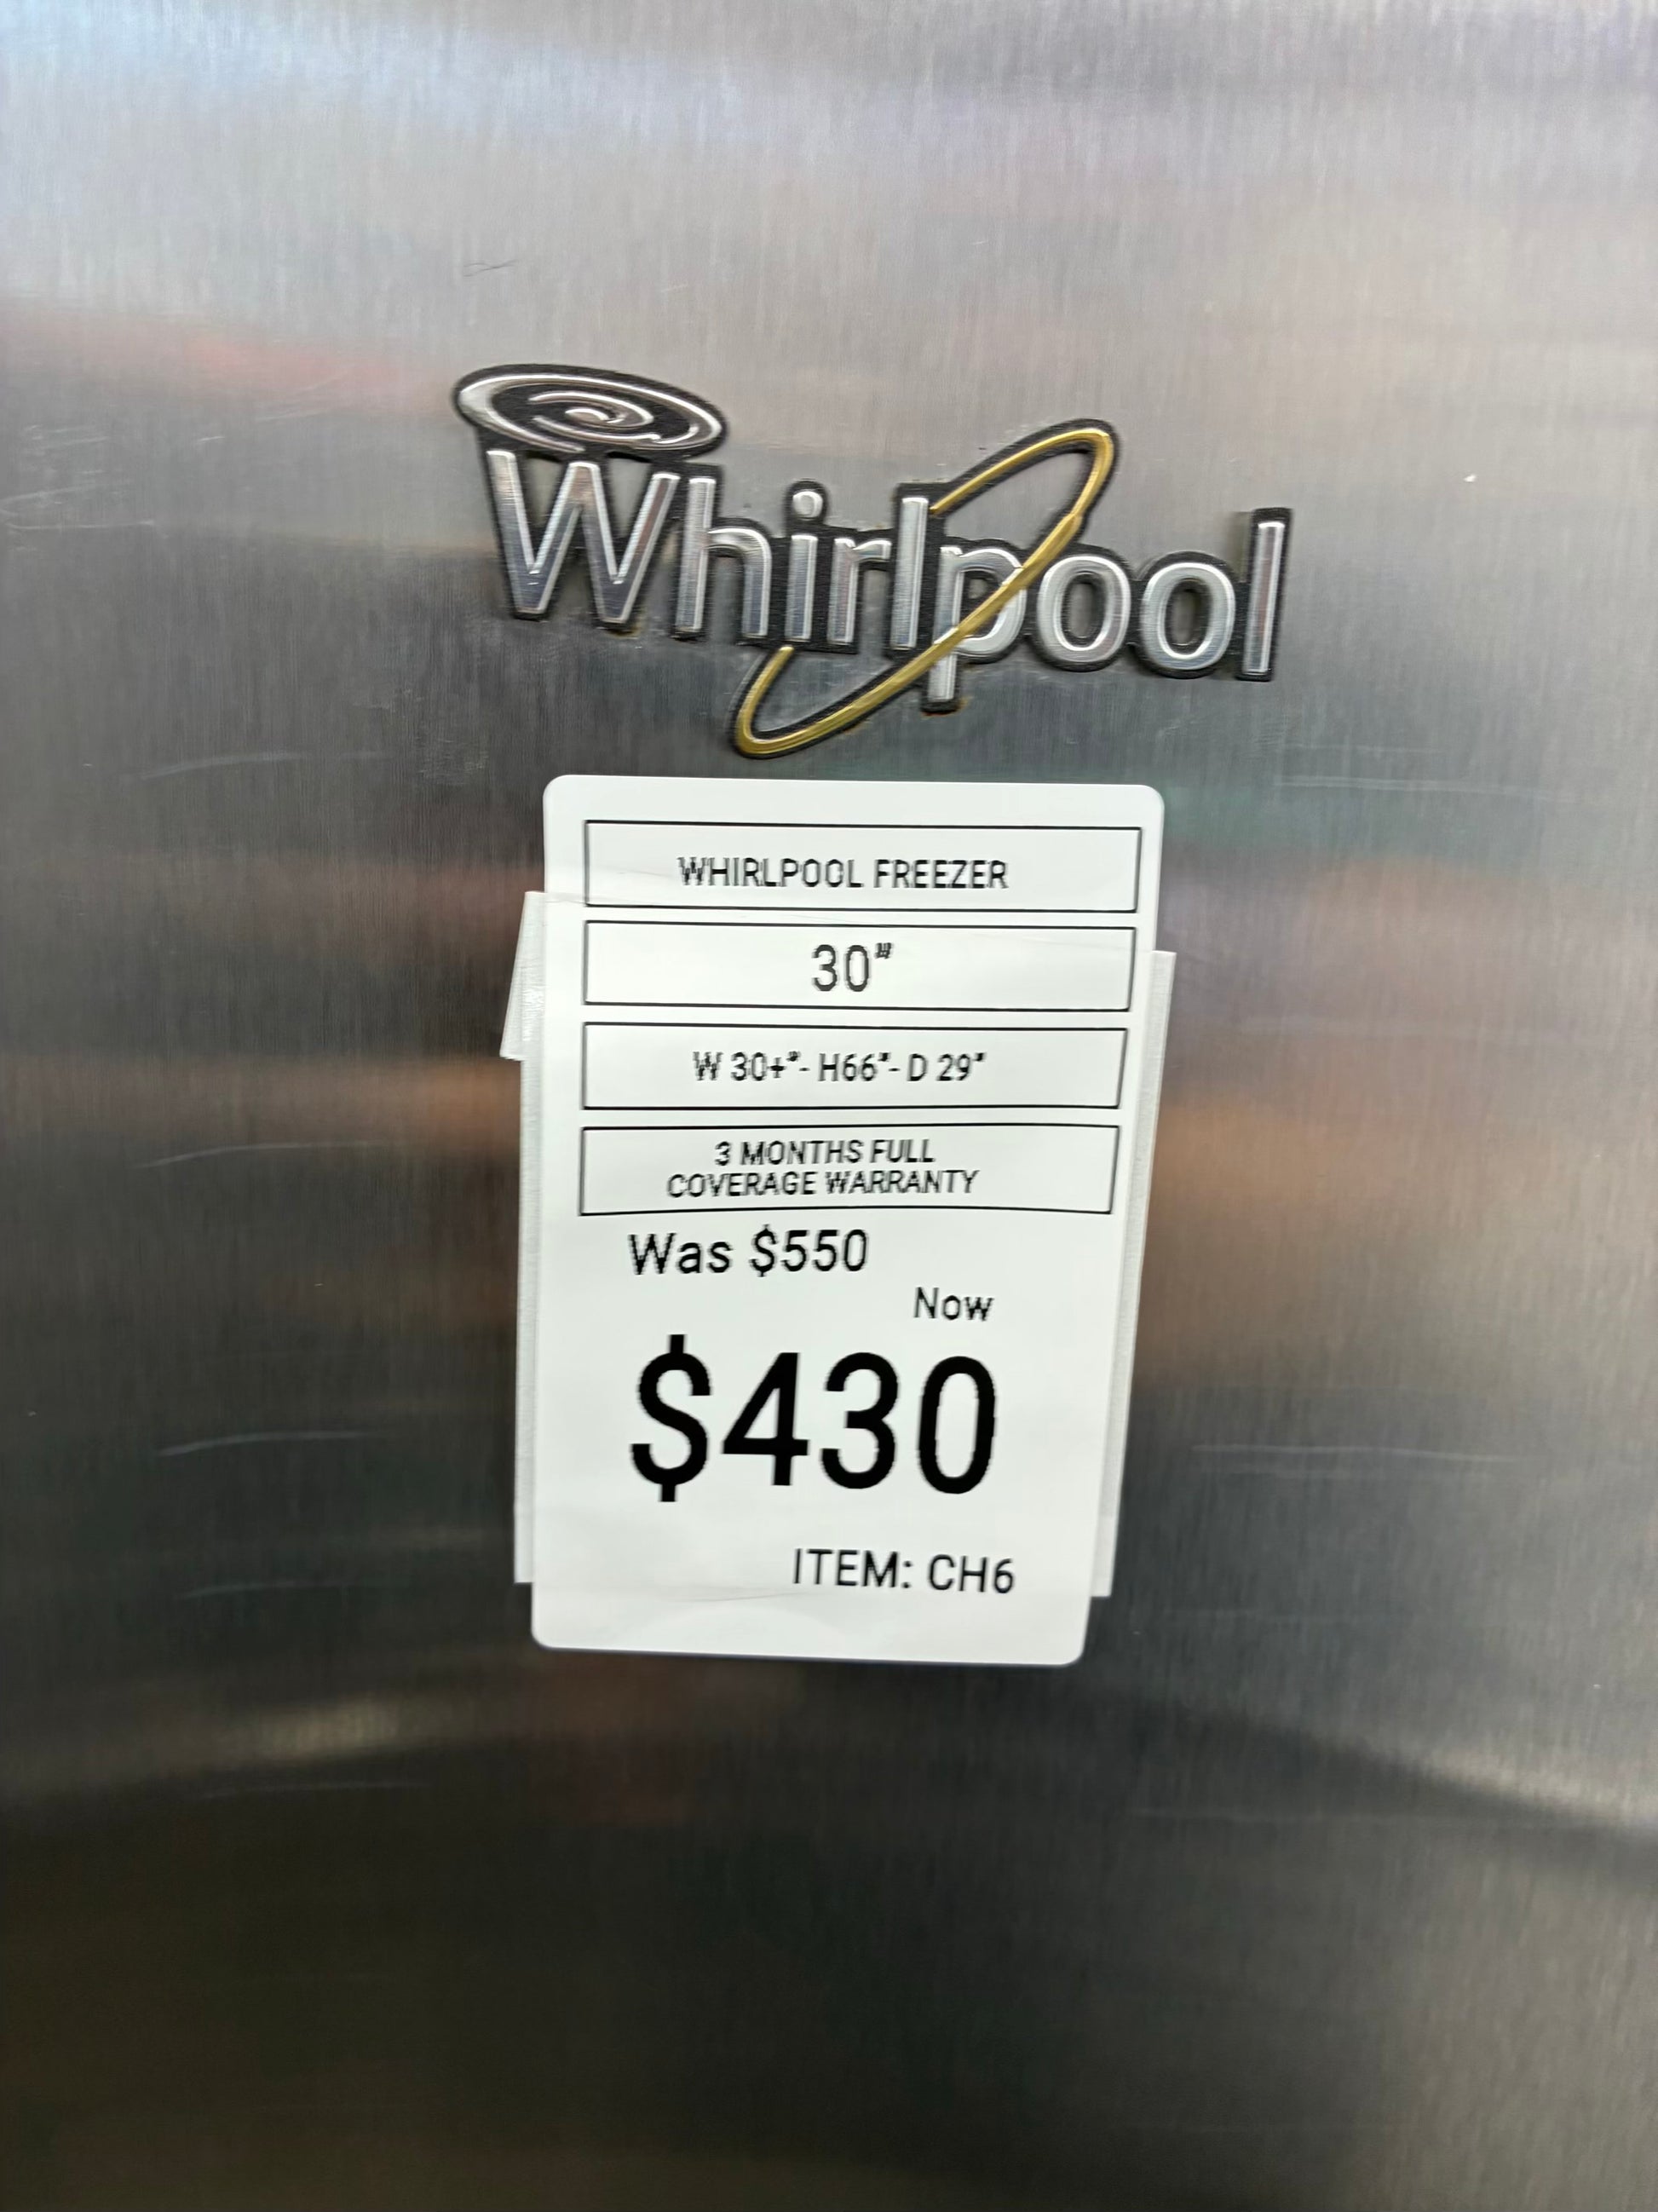 Whirlpool
WHIRLPOOL FREEZER
30"
W 30+"- H66"- D 29"
3 MONTHS FULL
COVERAGE WARRANTY
Was $550
Now
$430
ITEM: CH6